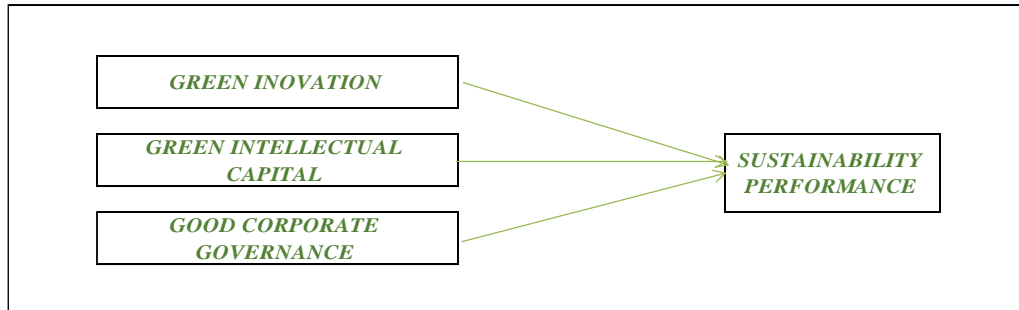 GREEN INOVATION
GREEN INTELLECTUAL
CAPITAL
GOOD CORPORATE
GOVERNANCE
SUSTAINABILITY
PERFORMANCE